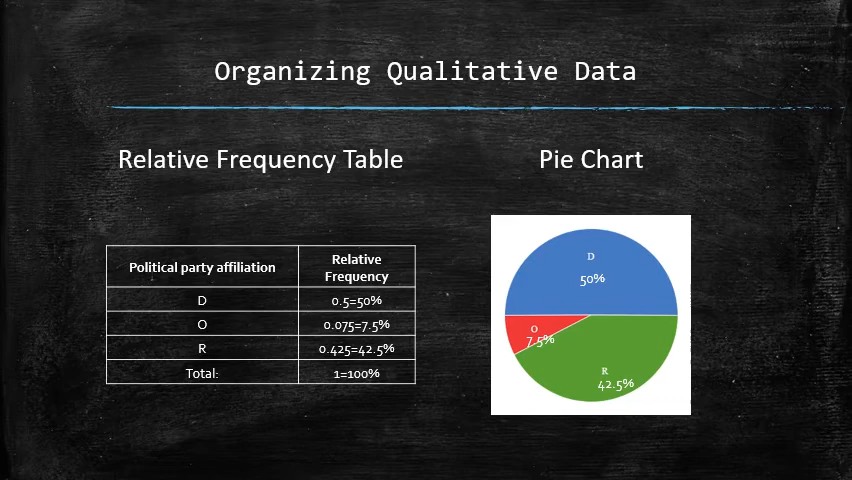 Organizing Qualitative Data
Relative Frequency Table
Political party affiliation
Relative
Frequency
D
0.5=50%
O
0.075=7.5%
R
0.425=42.5%
Total:
1=100%
Pie Chart
D
50%
O
7.5%
R
42.5%